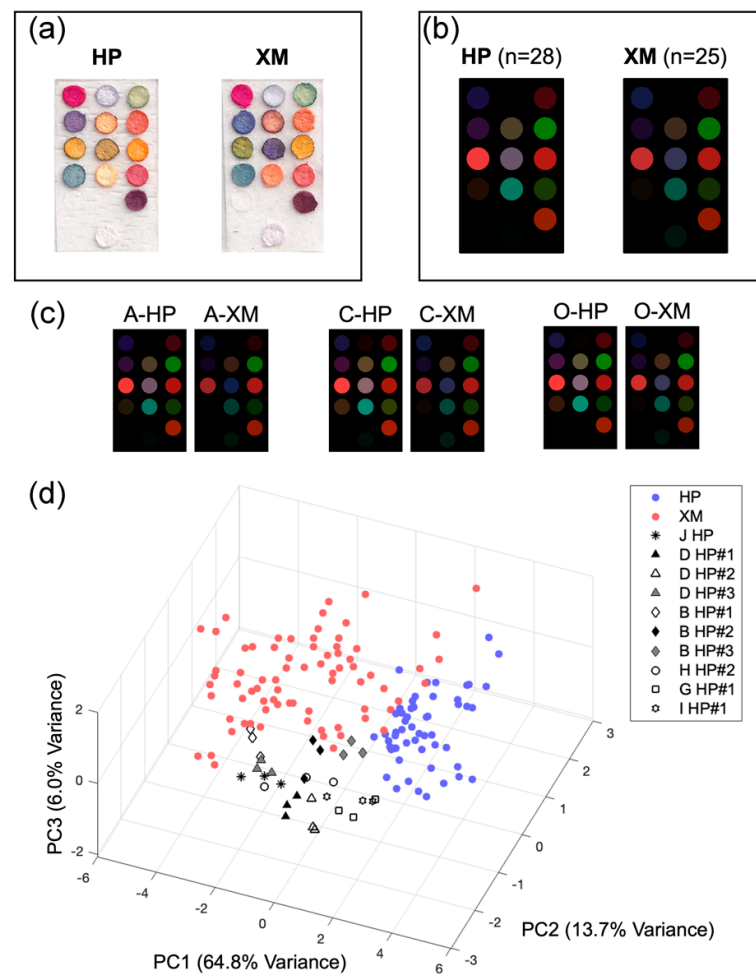 (a)
HP XM
(b)
HP (n=28) XM (n=25)
(c)
A-HP A-XM C-HP C-XM O-HP O-XM
(d)
HP
XM
J HP
D HP#1
D HP#2
D HP#3
B HP#1
B HP#2
B HP#3
H HP#2
G HP#1
I HP#1
PC3 (6.0% Variance)
2
0
-2
-6
-4
-2
0
2
4
6
PC1 (64.8% Variance)
-3
-2
-1
0
1
2
3
PC2 (13.7% Variance)